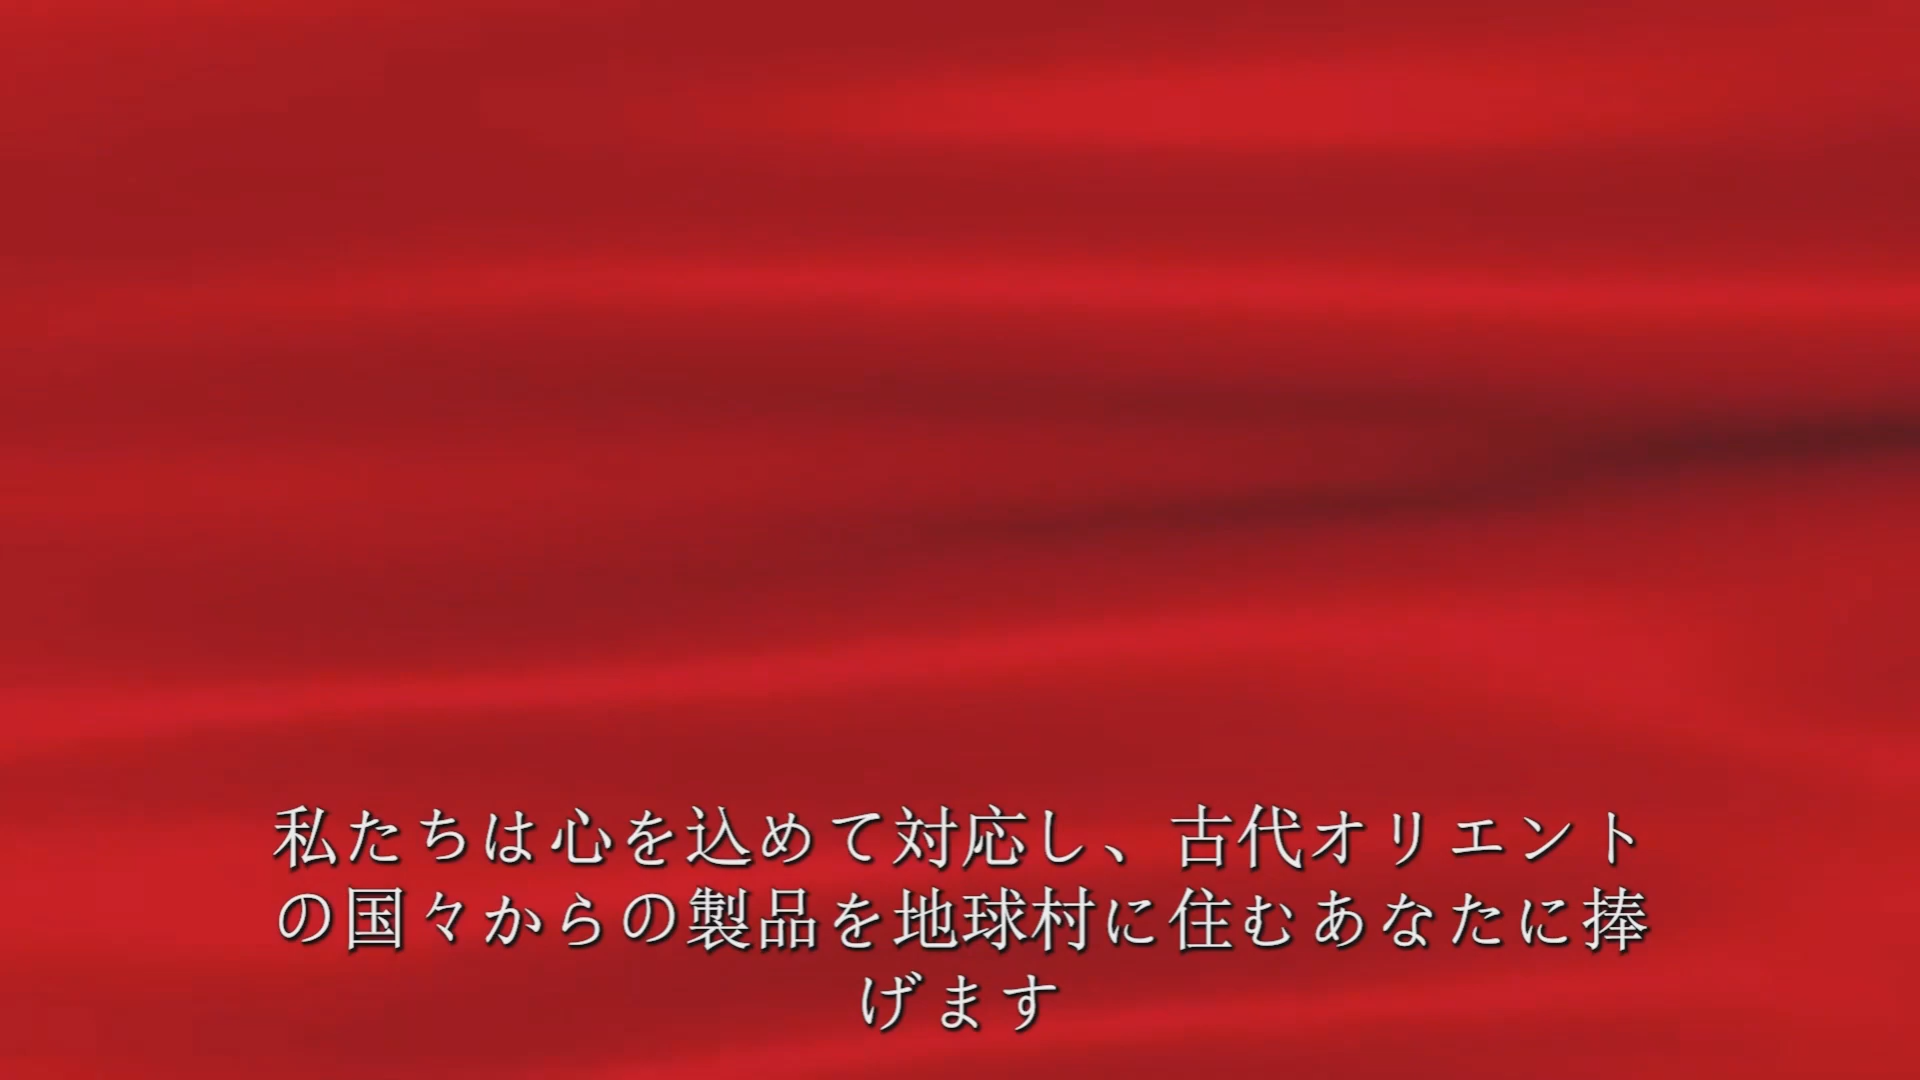 私たちは心を込めて対応し、古代オリエント
の国々からの製品を地球村に住むあなたに捧
げます